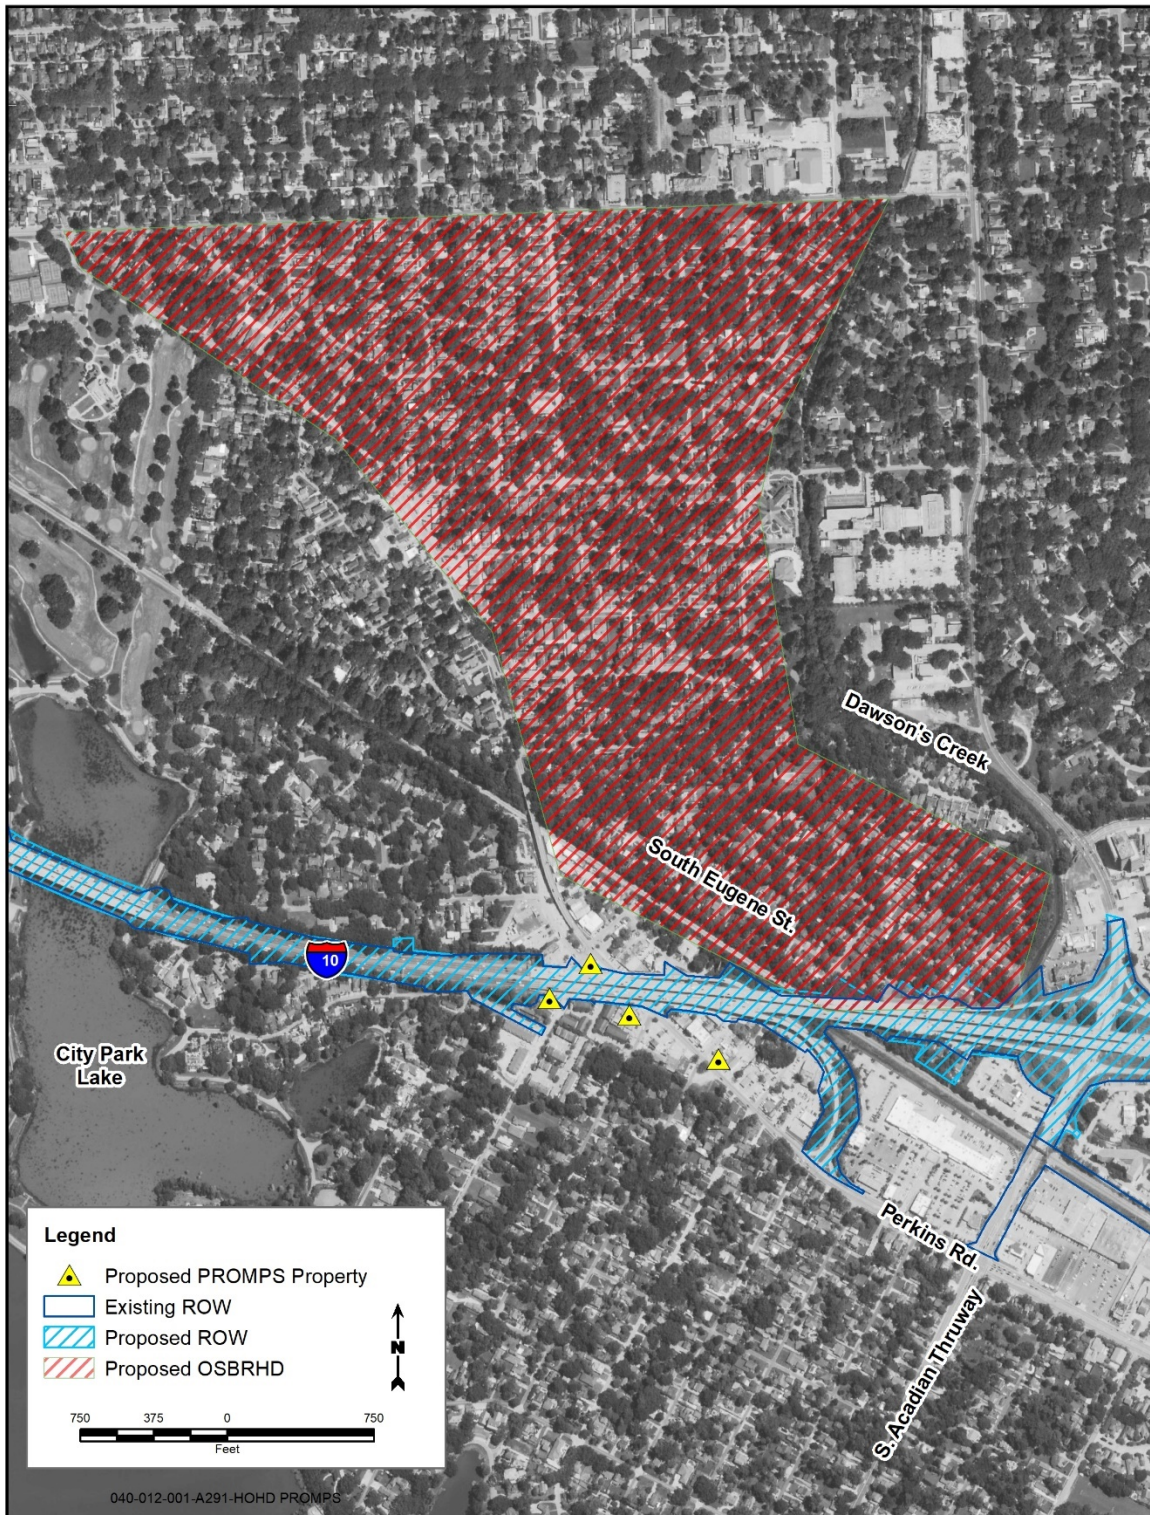 Dawson's Creek
South Eugene St.
10
City Park
Lake
Perkins Rd.
S. Acadian Thruway
Legend
Proposed PROMPS Property
Existing ROW
Proposed ROW
Proposed OSBRHD
N
750 375 0 750
Feet
040-012-001-A291-HOHD PROMPS